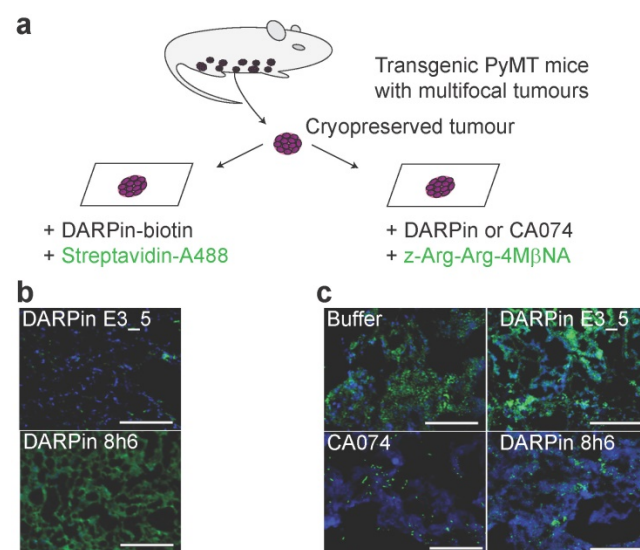 a
Transgenic PyMT mice
with multifocal tumours
Cryopreserved tumour
+ DARPin-biotin
+ Streptavidin-A488
+ DARPin or CA074
+ z-Arg-Arg-4MβNA
b
DARPin E3_5
DARPin 8h6
c
Buffer
DARPin E3_5
CA074
DARPin 8h6